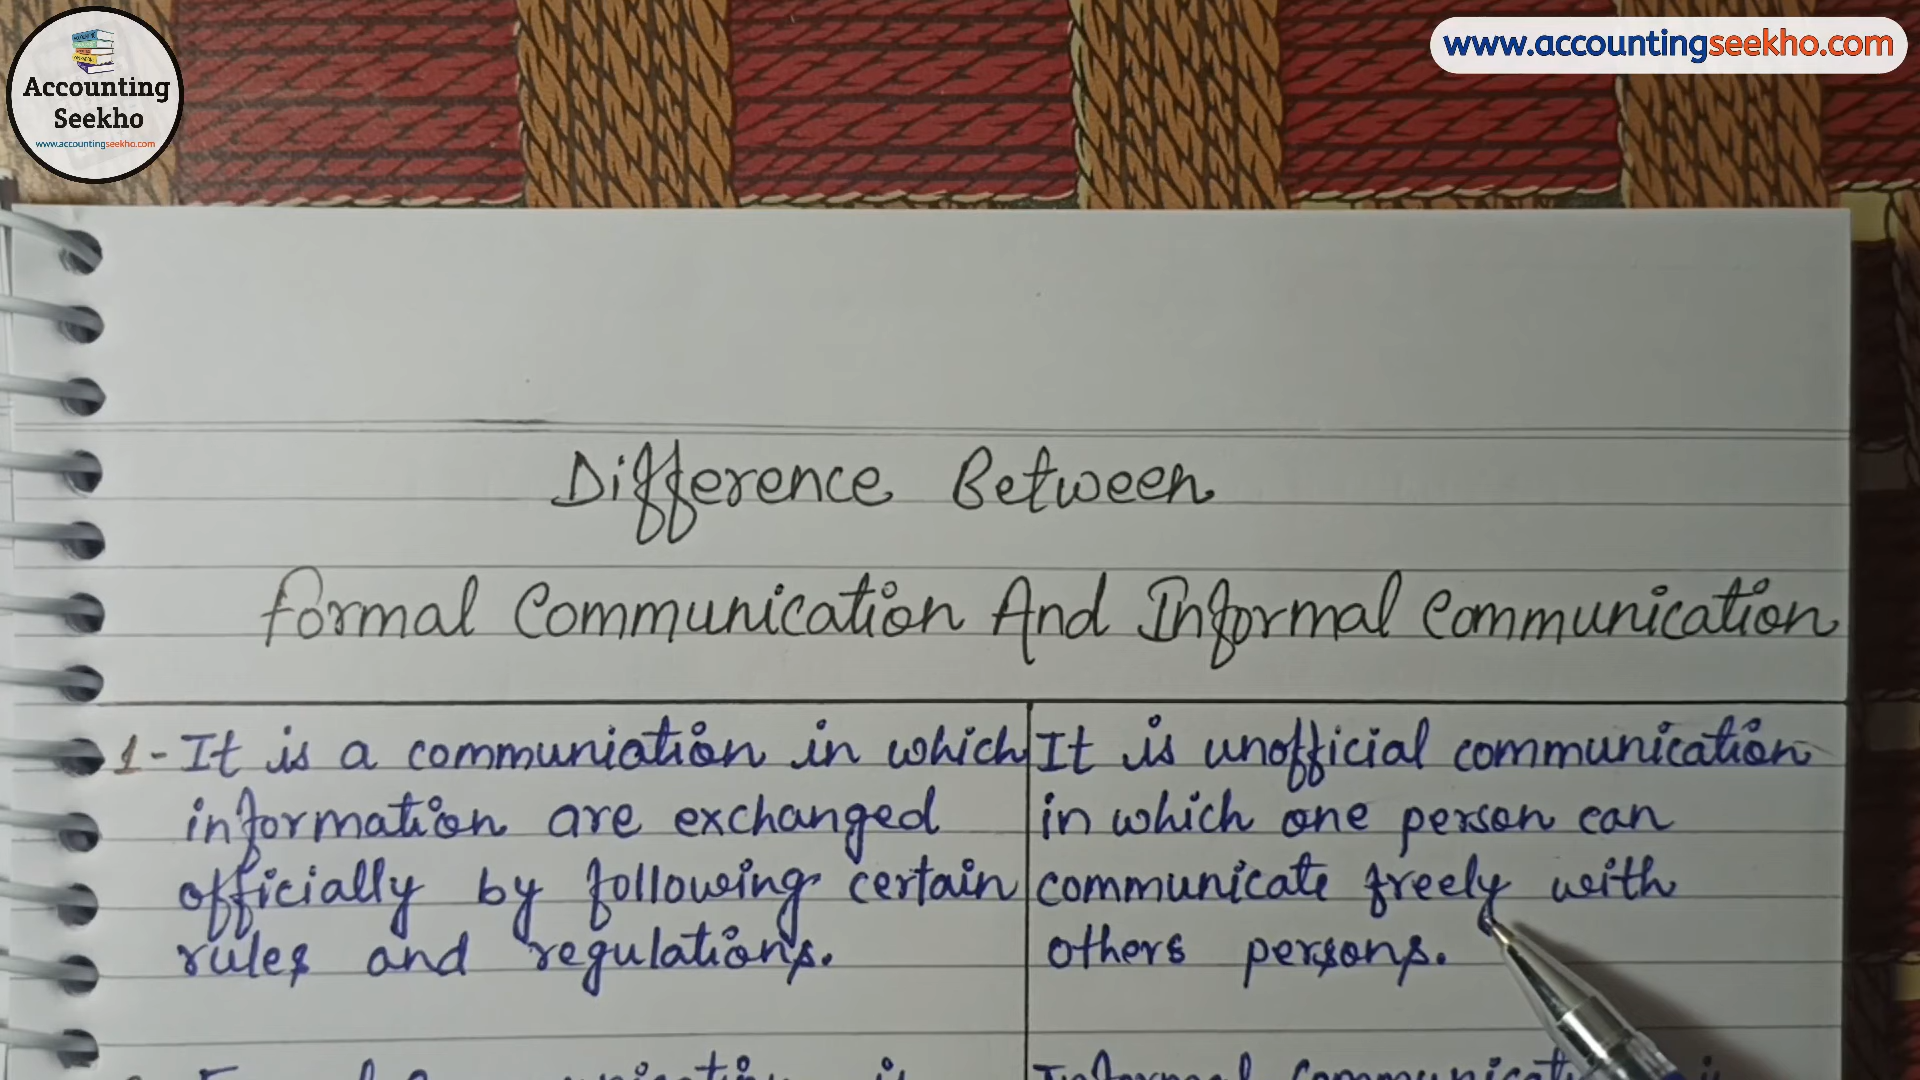 Accounting
Seekho
www.accountingseekho.com
www.accountingseekho.com
Difference Between
Formal Communication And Informal Communication
1- It is a communiation in which
information are exchanged
officially by following certain
rules and regulations.
It is unofficial communication
in which one person can
communicate freely with
others persons.